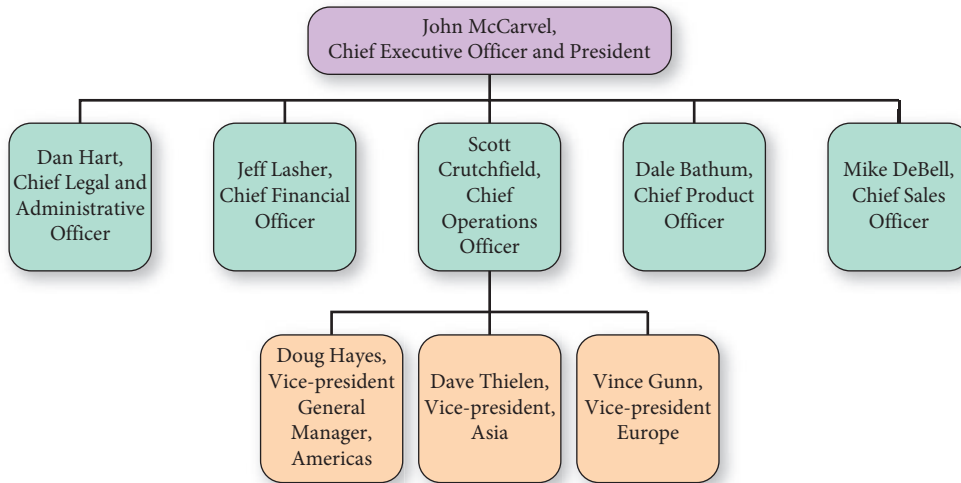 John McCarvel,
Chief Executive Officer and President
Dan Hart,
Chief Legal and
Administrative
Officer
Jeff Lasher,
Chief Financial
Officer
Scott
Crutchfield,
Chief
Operations
Officer
Dale Bathum,
Chief Product
Officer
Mike DeBell,
Chief Sales
Officer
Doug Hayes,
Vice-president
General
Manager,
Americas
Dave Thielen,
Vice-president,
Asia
Vince Gunn,
Vice-president
Europe